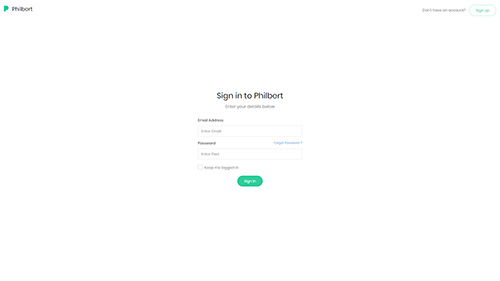 Philbort
Don't have an account?
Sign up
Sign in to Philbort
Enter your details below
Email Address
Enter Email
Password
Forgot Password ?
Enter Pass
Keep me logged in
Sign In